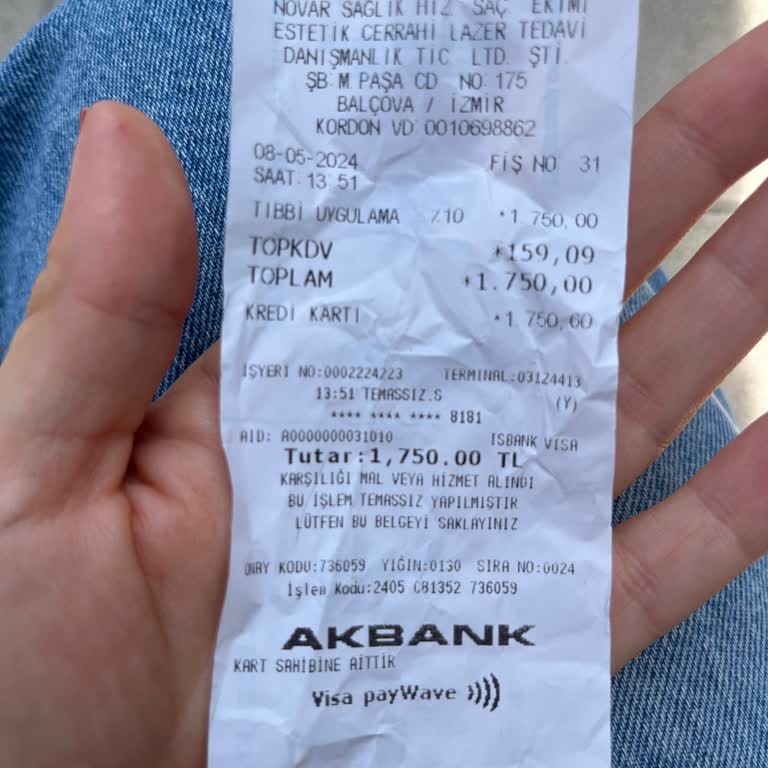 NOVAR SAĞLIK HİZ SAÇ EKİMİ
ESTETİK CERRAHİ LAZER TEDAVİ
DANIŞMANLIK TİC LTD. ŞTİ.
ŞB:M.PAŞA CD NO:175
BALÇOVA / İZMİR
KORDON VD 0010698862
08-05-2024 FİŞ NO 31
SAAT:13:51
TIBBİ UYGULAMA %10 *1.750,00
TOPKDV *159,09
TOPLAM *1.750,00
KREDİ KARTI *1.750,00
İŞYERİ NO:0002224223 TERMİNAL:03124413
13:51 TEMASSIZ.S (Y)
**** **** **** 8181
AID: A0000000031010 ISBANK VISA
Tutar:1,750.00 TL
KARŞILIĞI MAL VEYA HİZMET ALINDI
BU İŞLEM TEMASSIZ YAPILMIŞTIR
LÜTFEN BU BELGEYİ SAKLAYINIZ
ONAY KODU:736059 YIĞIN:0130 SIRA NO:0024
İşlem Kodu:2405 081352 736059
AKBANK
KART SAHİBİNE AİTTİR
Visa payWave